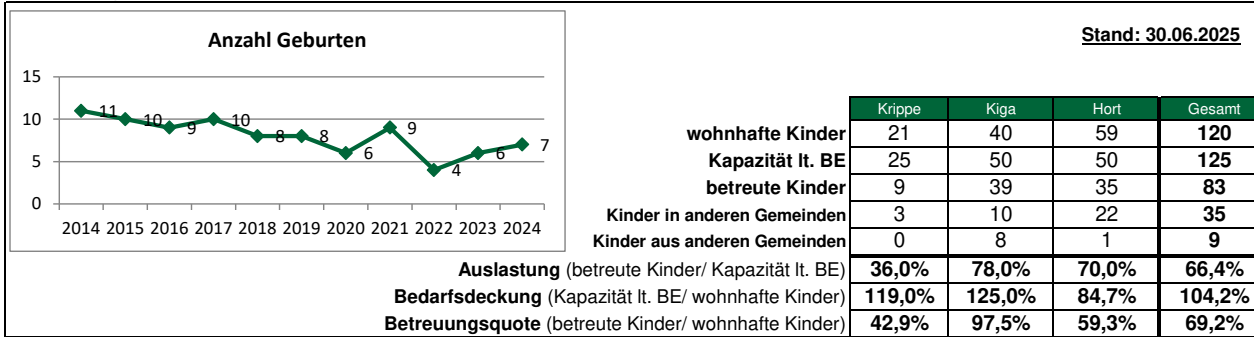 Anzahl Geburten
Stand: 30.06.2025
15
10
5
0
11
10
9
10
8
8
6
9
4
6
7
2014 2015 2016 2017 2018 2019 2020 2021 2022 2023 2024
Krippe Kiga Hort Gesamt
wohnhafte Kinder 21 40 59 120
Kapazität lt. BE 25 50 50 125
betreute Kinder 9 39 35 83
Kinder in anderen Gemeinden 3 10 22 35
Kinder aus anderen Gemeinden 0 8 1 9
Auslastung (betreute Kinder/ Kapazität lt. BE) 36,0% 78,0% 70,0% 66,4%
Bedarfsdeckung (Kapazität lt. BE/ wohnhafte Kinder) 119,0% 125,0% 84,7% 104,2%
Betreuungsquote (betreute Kinder/ wohnhafte Kinder) 42,9% 97,5% 59,3% 69,2%